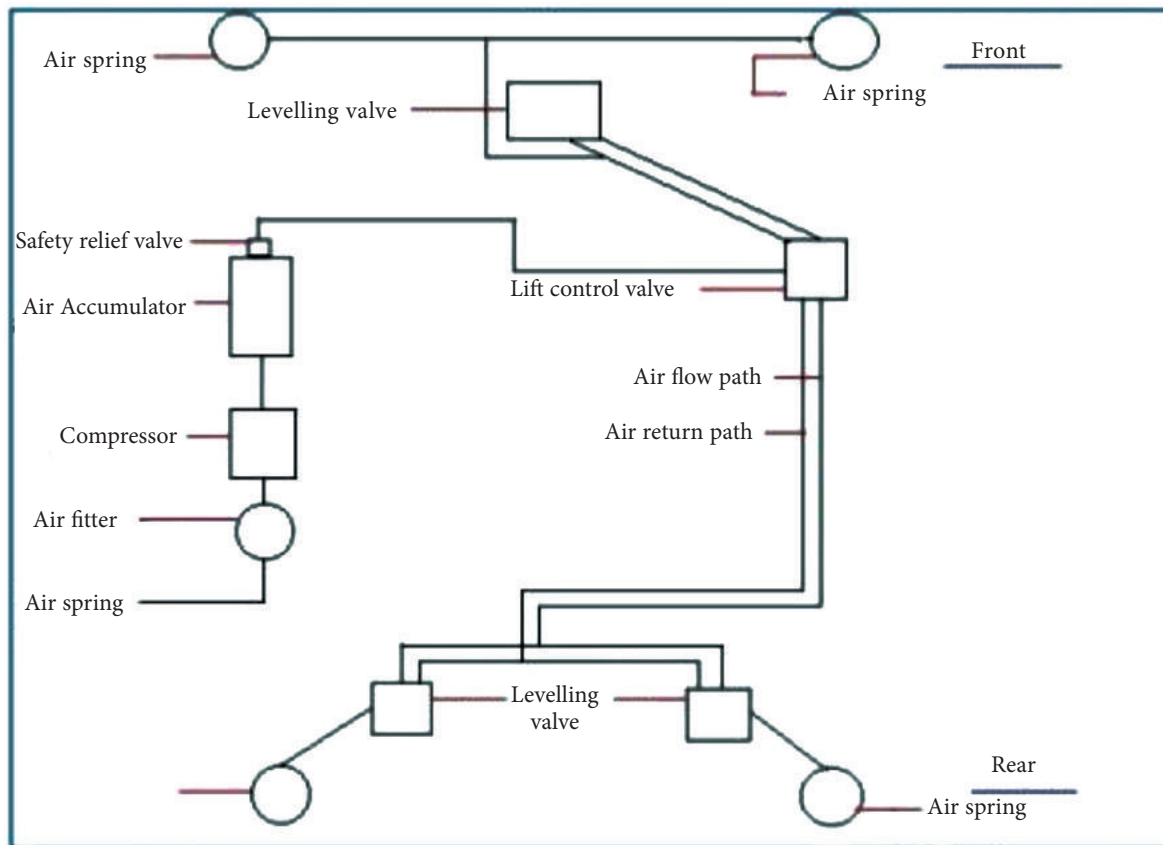 Air spring
Front
Air spring
Levelling valve
Safety relief valve
Lift control valve
Air Accumulator
Air flow path
Air return path
Compressor
Air fitter
Air spring
Levelling
valve
Rear
Air spring